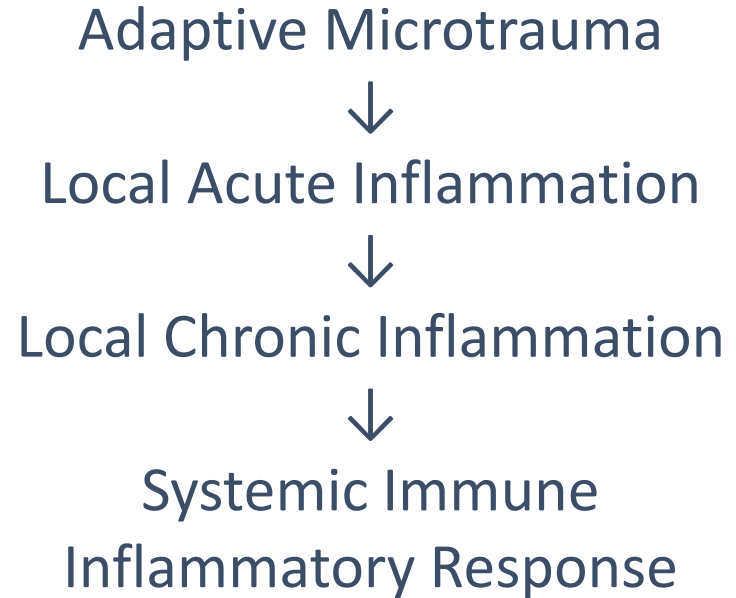 Adaptive Microtrauma
↓
Local Acute Inflammation
↓
Local Chronic Inflammation
↓
Systemic Immune
Inflammatory Response